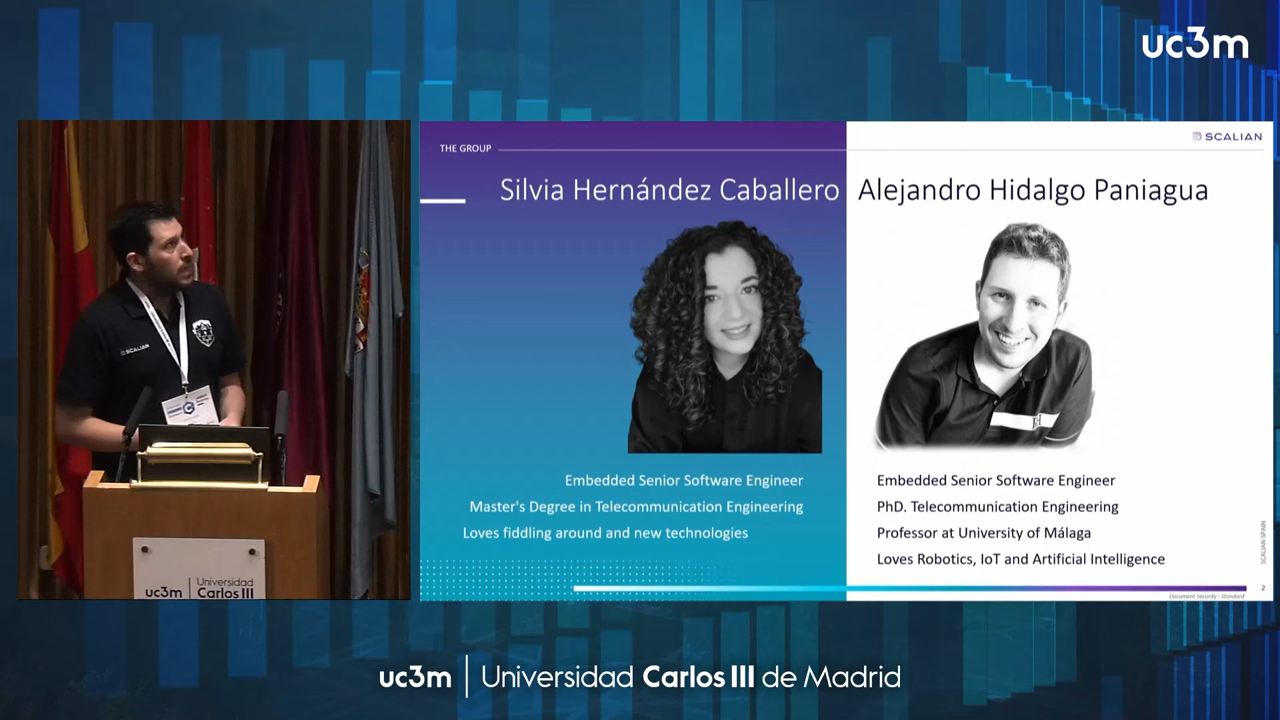 uc3m
THE GROUP
SCALIAN
Silvia Hernández Caballero
Alejandro Hidalgo Paniagua
Embedded Senior Software Engineer
Master's Degree in Telecommunication Engineering
Loves fiddling around and new technologies
Embedded Senior Software Engineer
PhD. Telecommunication Engineering
Professor at University of Málaga
Loves Robotics, IoT and Artificial Intelligence
SCALIAN SPAIN
2
Document Security : Standard
SCALIAN
uc3m
Universidad
Carlos III
uc3m Universidad Carlos III de Madrid